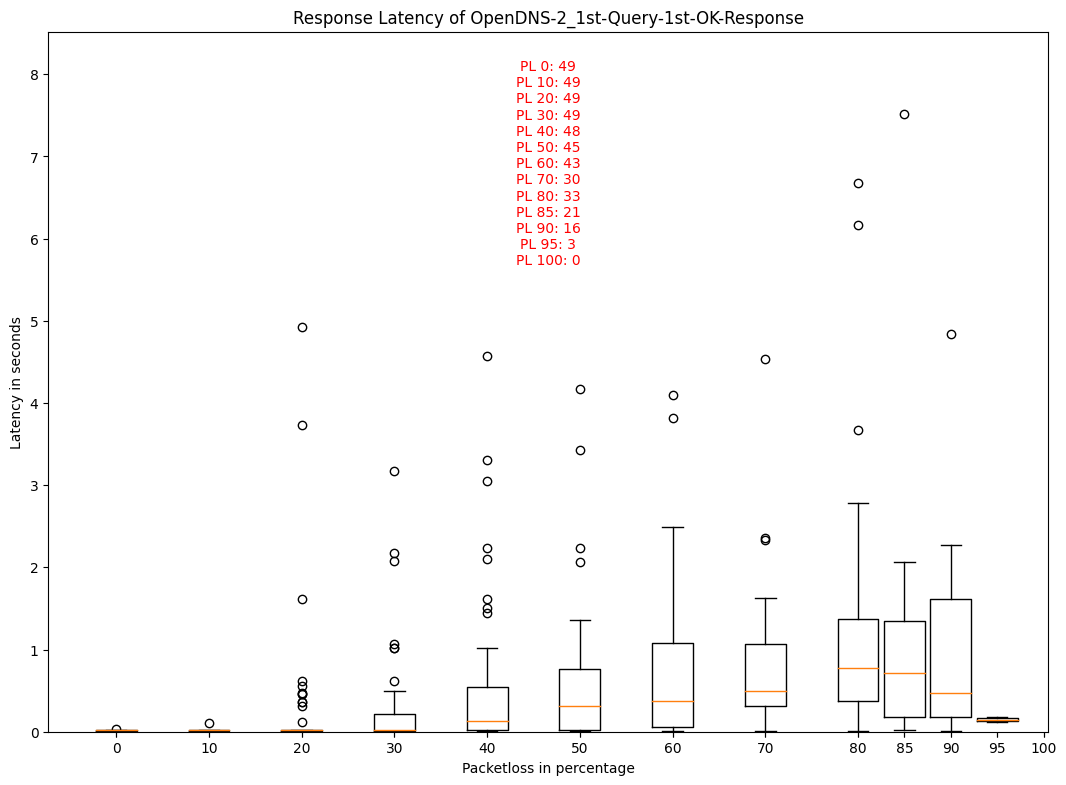 Response Latency of OpenDNS-2_1st-Query-1st-OK-Response
PL 0: 49
PL 10: 49
PL 20: 49
PL 30: 49
PL 40: 48
PL 50: 45
PL 60: 43
PL 70: 30
PL 80: 33
PL 85: 21
PL 90: 16
PL 95: 3
PL 100: 0
Latency in seconds
8
7
6
5
4
3
2
1
0
0 10 20 30 40 50 60 70 80 85 90 95 100
Packetloss in percentage